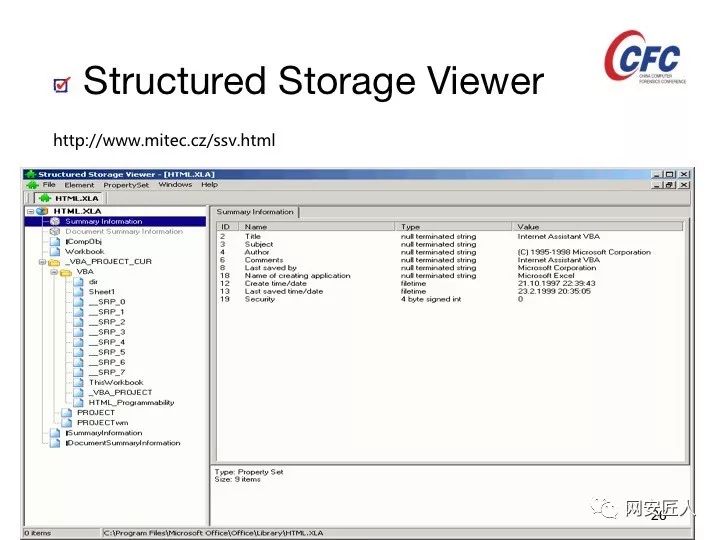 CFC
CHINA COMPUTER
FORENSICS CONFERENCE
Structured Storage Viewer
http://www.mitec.cz/ssv.html
Structured Storage Viewer - [HTML.XLA]
File Element PropertySet Windows Help
HTML.XLA
HTML.XLA
Summary Information
Document Summary Information
|CompObj
Workbook
_VBA_PROJECT_CUR
VBA
dir
Sheet1
__SRP_0
__SRP_1
__SRP_2
__SRP_3
__SRP_4
__SRP_5
__SRP_6
__SRP_7
ThisWorkbook
_VBA_PROJECT
HTML_Programmability
PROJECT
PROJECTwm
|SummaryInformation
|DocumentSummaryInformation
Summary Information
ID Name Type Value
2 Title null terminated string Internet Assistant VBA
3 Subject null terminated string
4 Author null terminated string (C) 1995-1998 Microsoft Corporation
6 Comments null terminated string Internet Assistant VBA
8 Last saved by null terminated string Microsoft Corporation
18 Name of creating application null terminated string Microsoft Excel
12 Create time/date filetime 21.10.1997 22:39:43
13 Last saved time/date filetime 23.2.1999 20:35:05
19 Security 4 byte signed int 0
Type: Property Set
Size: 9 items
网安匠人
26
0 items C:\Program Files\Microsoft Office\Office\Library\HTML.XLA